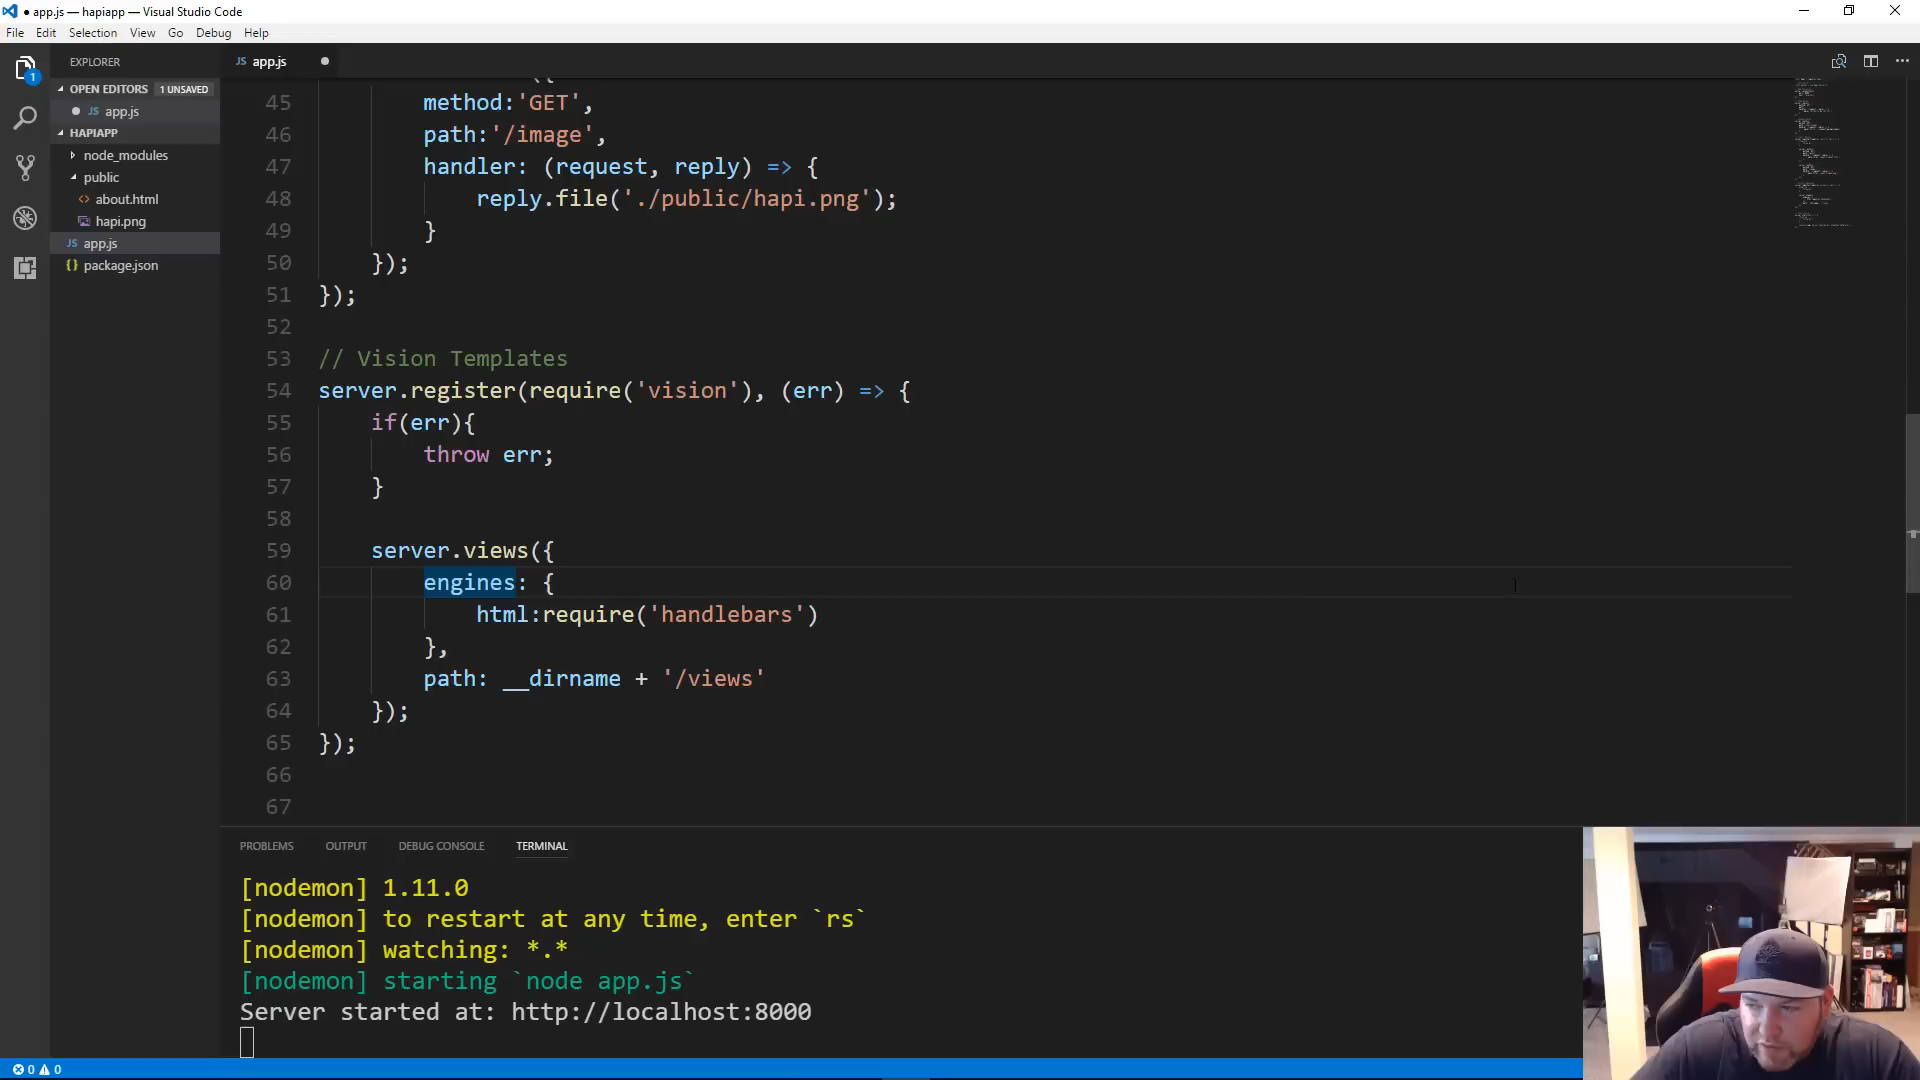 app.js — hapiapp — Visual Studio Code
File Edit Selection View Go Debug Help
EXPLORER
OPEN EDITORS 1 UNSAVED
JS app.js
HAPIAPP
node_modules
public
<> about.html
hapi.png
JS app.js
{} package.json
1
JS app.js
({
45 method:'GET',
46 path:'/image',
47 handler: (request, reply) => {
48 reply.file('./public/hapi.png');
49 }
50 });
51 });
52
53 // Vision Templates
54 server.register(require('vision'), (err) => {
55 if(err){
56 throw err;
57 }
58
59 server.views({
60 engines: {
61 html:require('handlebars')
62 },
63 path: __dirname + '/views'
64 });
65 });
66
67
PROBLEMS OUTPUT DEBUG CONSOLE TERMINAL
[nodemon] 1.11.0
[nodemon] to restart at any time, enter `rs`
[nodemon] watching: *.*
[nodemon] starting `node app.js`
Server started at: http://localhost:8000
0 0